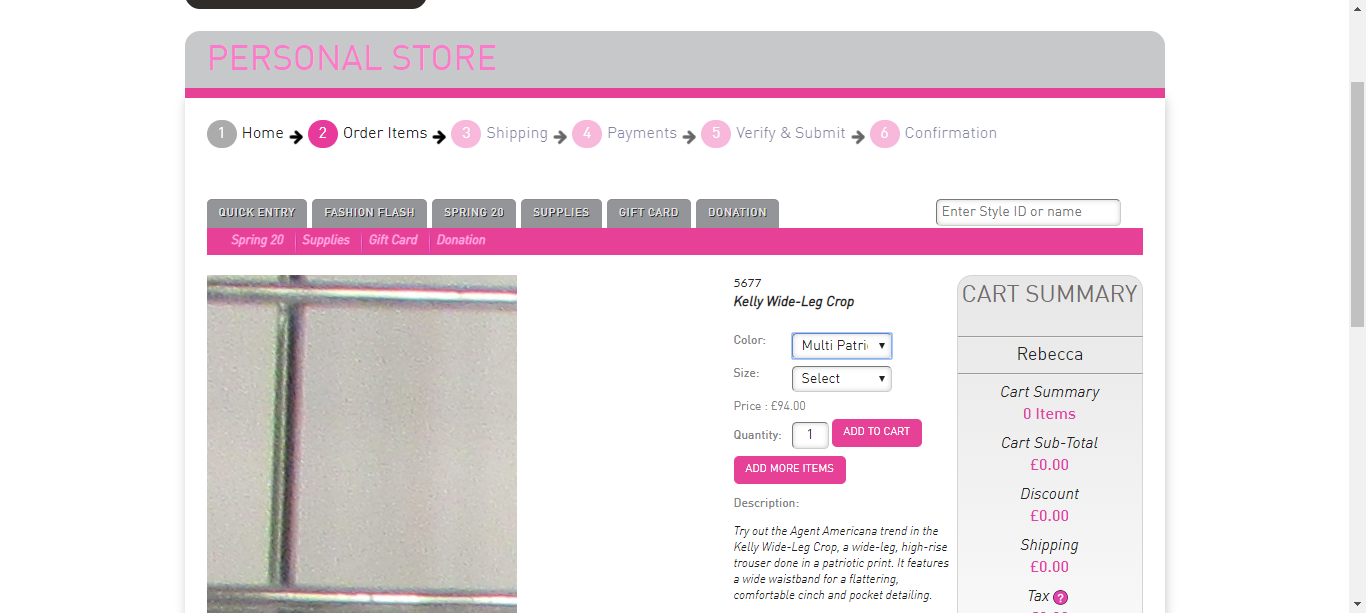 PERSONAL STORE
1 Home 2 Order Items 3 Shipping 4 Payments 5 Verify & Submit 6 Confirmation
QUICK ENTRY FASHION FLASH SPRING 20 SUPPLIES GIFT CARD DONATION
Enter Style ID or name
Spring 20 Supplies Gift Card Donation
5677
Kelly Wide-Leg Crop
Color: Multi Patri
Size: Select
Price : £94.00
Quantity: 1 ADD TO CART
ADD MORE ITEMS
Description:
Try out the Agent Americana trend in the
Kelly Wide-Leg Crop, a wide-leg, high-rise
trouser done in a patriotic print. It features
a wide waistband for a flattering,
comfortable cinch and pocket detailing.
CART SUMMARY
Rebecca
Cart Summary
0 Items
Cart Sub-Total
£0.00
Discount
£0.00
Shipping
£0.00
Tax ?